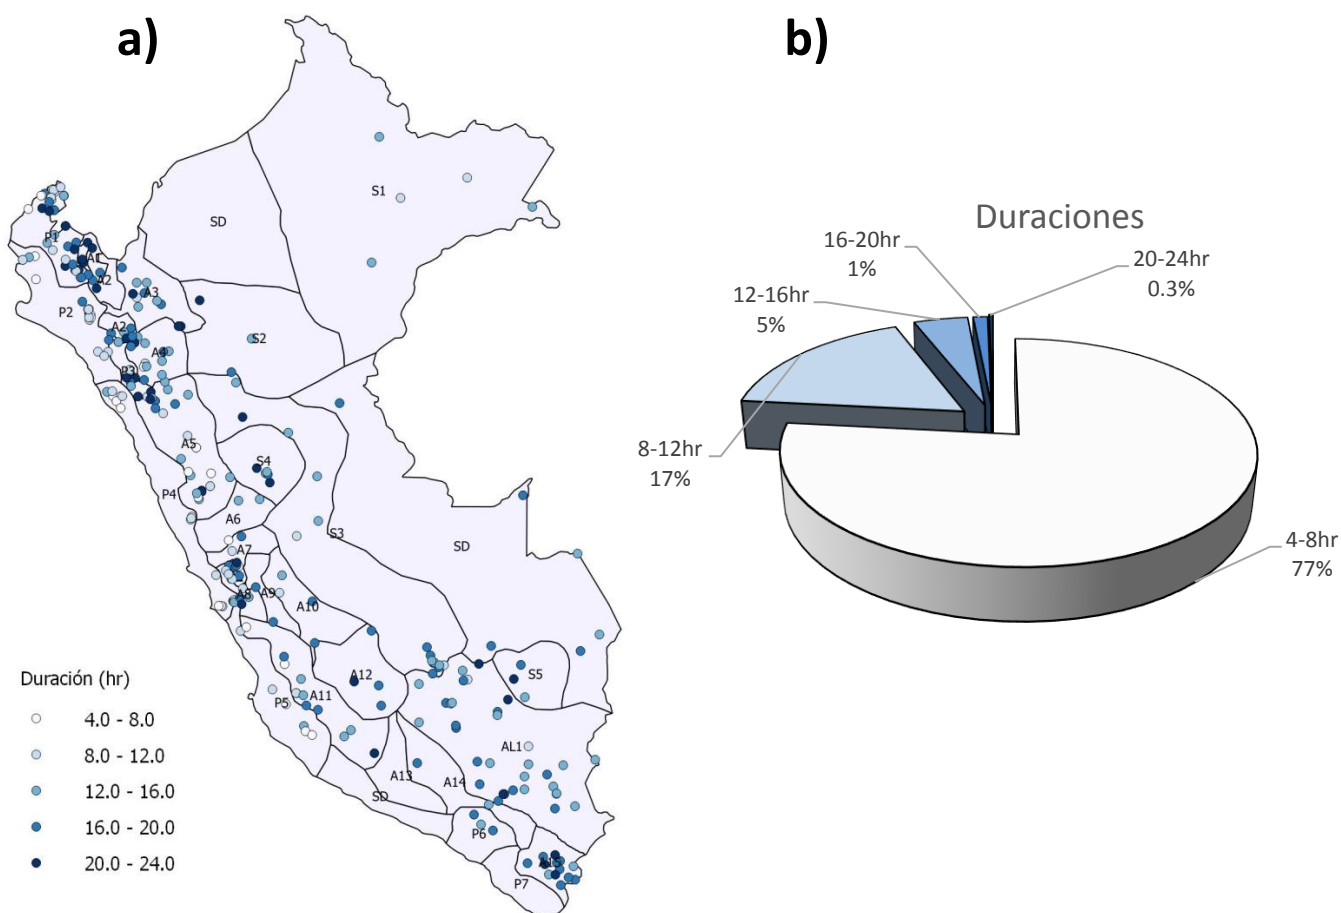 a)
b)
S1
SD
P1
A1
A2
A3
P2
A2
S2
A4
P3
A5
S4
P4
A6
S3
SD
A7
A8
A9
A10
A12
S5
P5
A11
AL1
A13
A14
SD
P6
A15
P7
Duración (hr)
4.0 - 8.0
8.0 - 12.0
12.0 - 16.0
16.0 - 20.0
20.0 - 24.0
Duraciones
16-20hr
1%
20-24hr
0.3%
12-16hr
5%
8-12hr
17%
4-8hr
77%